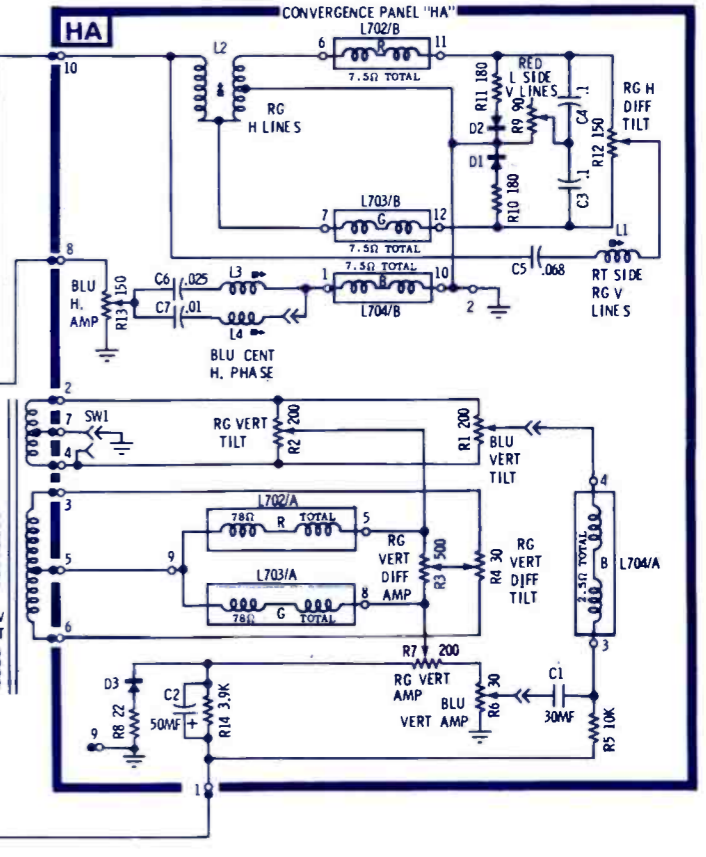 CONVERGENCE PANEL "HA"
HA
10
L2
RG
H LINES
6
L702/B
R
11
7.5Ω TOTAL
R11 180
D2
D1
R10 180
RED
L SIDE
V LINES
R9 90
C4 .1
C3 .1
R12 150
RG H
DIFF
TILT
7
L703/B
G
12
7.5Ω TOTAL
C5 .068
L1
RT SIDE
RG V
LINES
8
BLU
H. AMP
R13 150
C6 .025
L3
C7 .01
L4
BLU CENT
H. PHASE
1
7.5Ω TOTAL
B
10
L704/B
2
2
7
SW1
4
RG VERT
TILT
R2 200
R1 200
BLU
VERT
TILT
3
5
6
9
L702/A
78Ω R TOTAL
5
L703/A
78Ω G TOTAL
8
RG
VERT
DIFF
AMP
R3 500
R4 30
RG
VERT
DIFF
TILT
4
2.5Ω TOTAL
B
L704/A
3
D3
R8 22
9
C2
50MF +
R14 3.9K
R7 200
RG VERT
AMP
BLU
VERT AMP
R6 30
C1
30MF
R5 10K
1